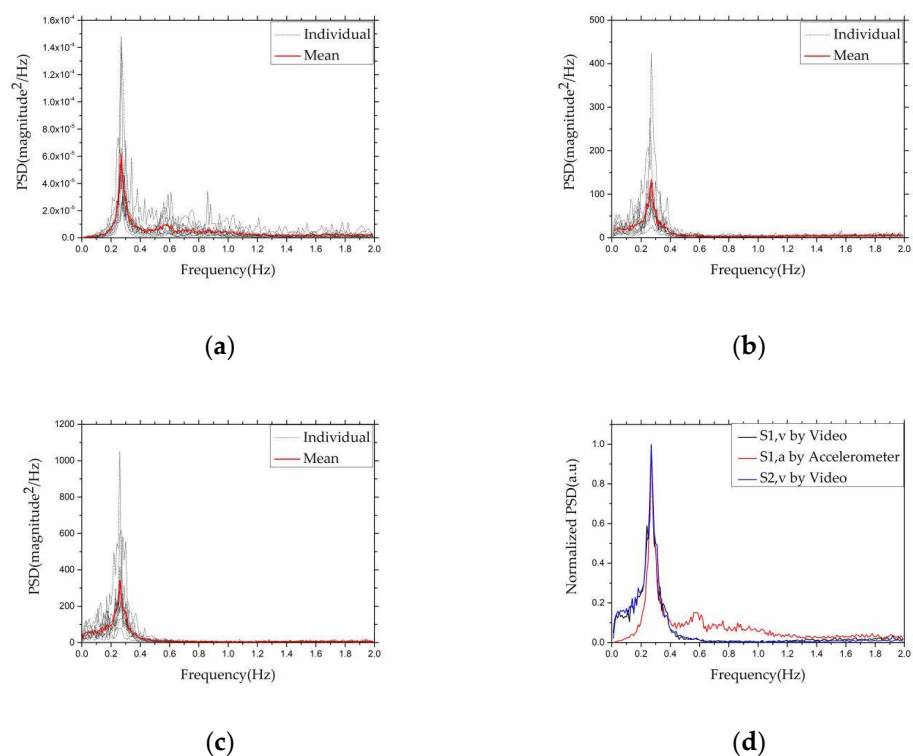 1.6x10⁻⁴
1.4x10⁻⁴
1.2x10⁻⁴
1.0x10⁻⁴
8.0x10⁻⁵
6.0x10⁻⁵
4.0x10⁻⁵
2.0x10⁻⁵
0.0
PSD(magnitude²/Hz)
Individual
Mean
0.0 0.2 0.4 0.6 0.8 1.0 1.2 1.4 1.6 1.8 2.0
Frequency(Hz)
(a)
500
400
300
200
100
0
PSD(magnitude²/Hz)
Individual
Mean
0.0 0.2 0.4 0.6 0.8 1.0 1.2 1.4 1.6 1.8 2.0
Frequency(Hz)
(b)
1200
1000
800
600
400
200
0
PSD(magnitude²/Hz)
Individual
Mean
0.0 0.2 0.4 0.6 0.8 1.0 1.2 1.4 1.6 1.8 2.0
Frequency(Hz)
(c)
1.0
0.8
0.6
0.4
0.2
0.0
Normalized PSD(a.u)
S1,v by Video
S1,a by Accelerometer
S2,v by Video
0.0 0.2 0.4 0.6 0.8 1.0 1.2 1.4 1.6 1.8 2.0
Frequency(Hz)
(d)